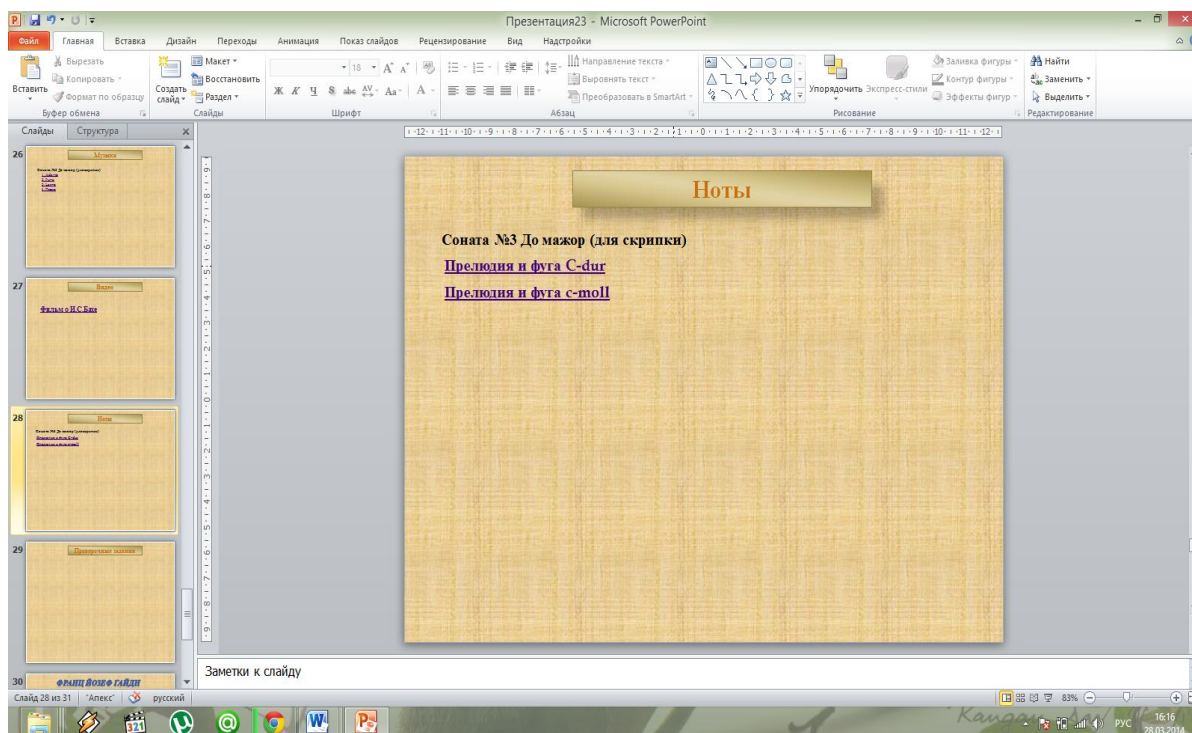 Презентация23 - Microsoft PowerPoint
Файл Главная Вставка Дизайн Переходы Анимация Показ слайдов Рецензирование Вид Надстройки
Вставить
Вырезать
Копировать
Формат по образцу
Буфер обмена
Создать слайд
Макет
Восстановить
Раздел
Слайды
18
Ж К Ч S abc AV Aa А
Шрифт
Направление текста
Выровнять текст
Преобразовать в SmartArt
Абзац
Упорядочить
Экспресс-стили
Заливка фигуры
Контур фигуры
Эффекты фигур
Рисование
Найти
Заменить
Выделить
Редактирование
Слайды Структура
26
Музыка
27
Видео
Фильм о И.С.Бахе
28
Ноты
29
Проверочные задания
30
ФРАНЦ ЙОЗЕФ ГАЙДН
Ноты
Соната №3 До мажор (для скрипки)
Прелюдия и фуга C-dur
Прелюдия и фуга c-moll
Заметки к слайду
Слайд 28 из 31 "Апекс" русский 83%
321
РУС
16:16
28.03.2014